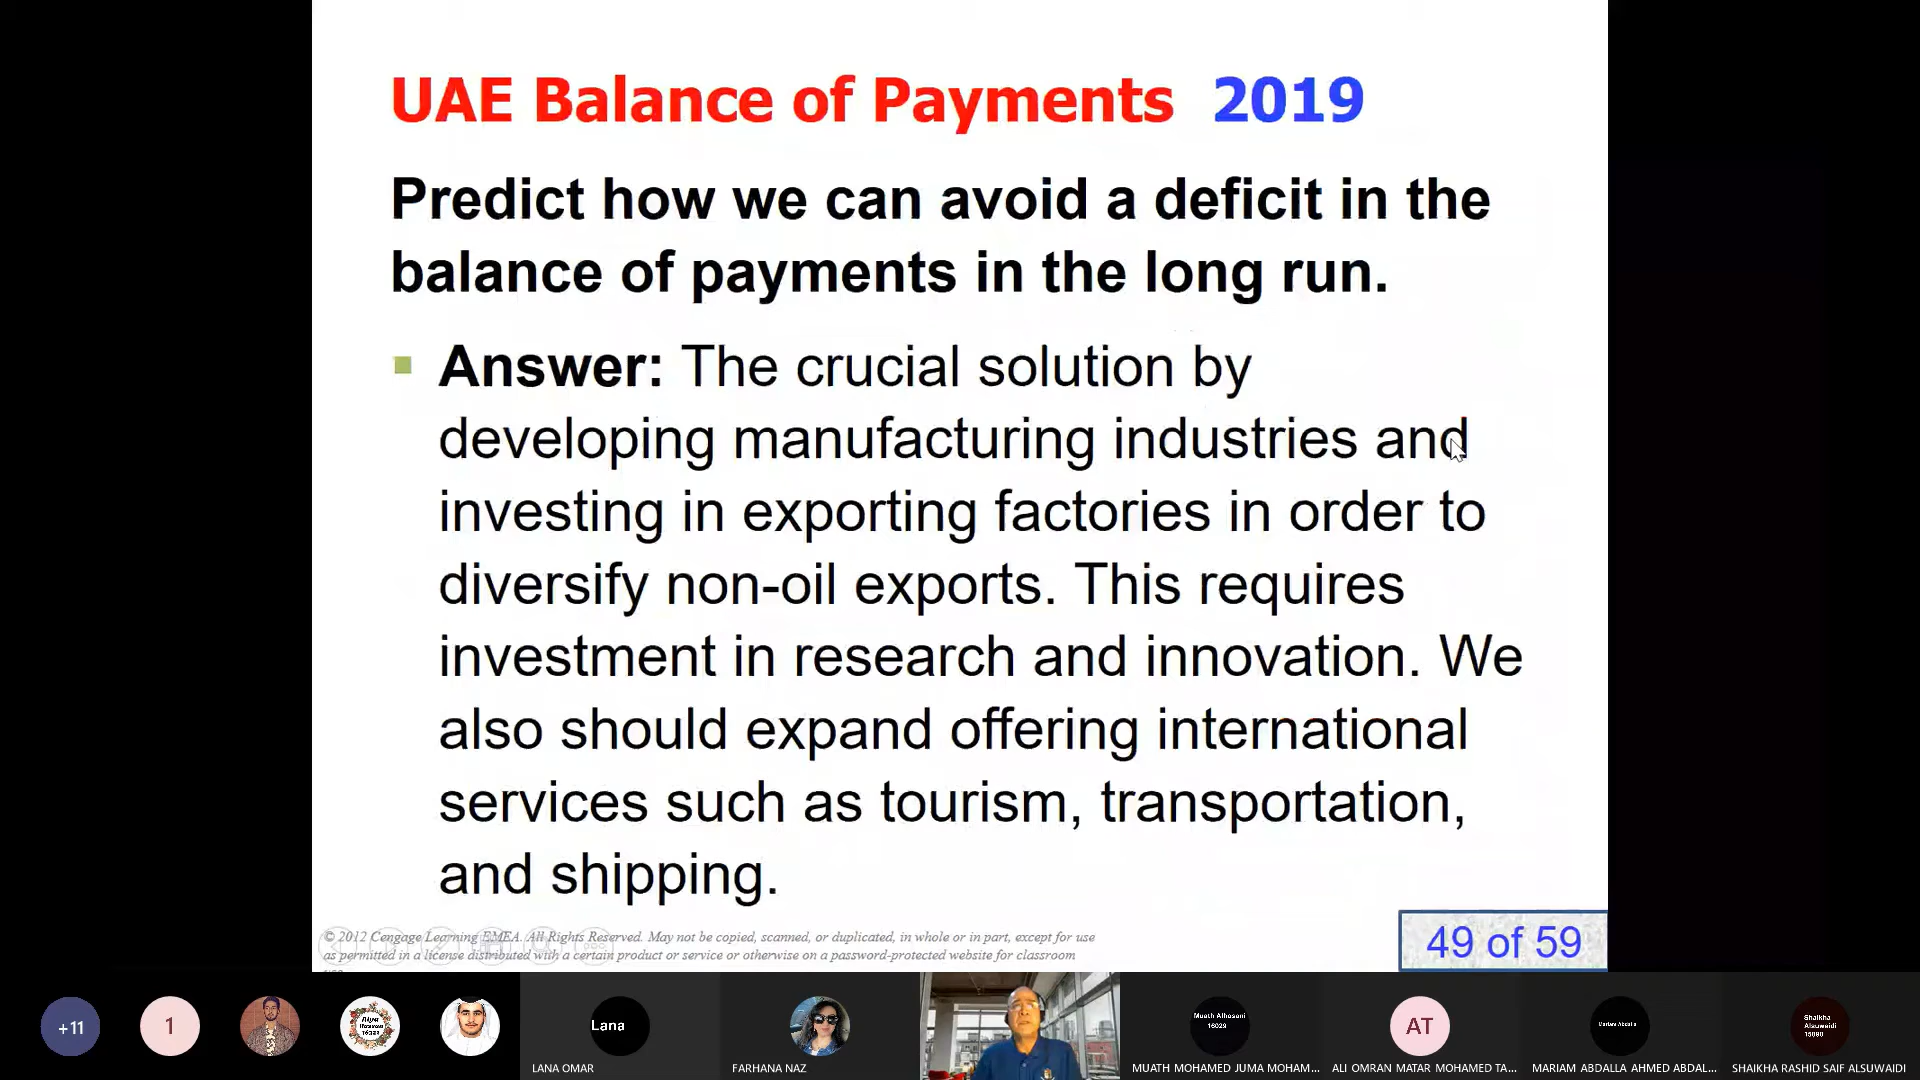 UAE Balance of Payments 2019
Predict how we can avoid a deficit in the
balance of payments in the long run.
Answer: The crucial solution by
developing manufacturing industries and
investing in exporting factories in order to
diversify non-oil exports. This requires
investment in research and innovation. We
also should expand offering international
services such as tourism, transportation,
and shipping.
© 2012 Cengage Learning EMEA. All Rights Reserved. May not be copied, scanned, or duplicated, in whole or in part, except for use
as permitted in a license distributed with a certain product or service or otherwise on a password-protected website for classroom
49 of 59
+11
1
Lana
Muath Alhosani
16029
AT
Shaikha
Alsuwaidi
LANA OMAR
FARHANA NAZ
MUATH MOHAMED JUMA MOHAM...
ALI OMRAN MATAR MOHAMED TA...
MARIAM ABDALLA AHMED ABDAL...
SHAIKHA RASHID SAIF ALSUWAIDI